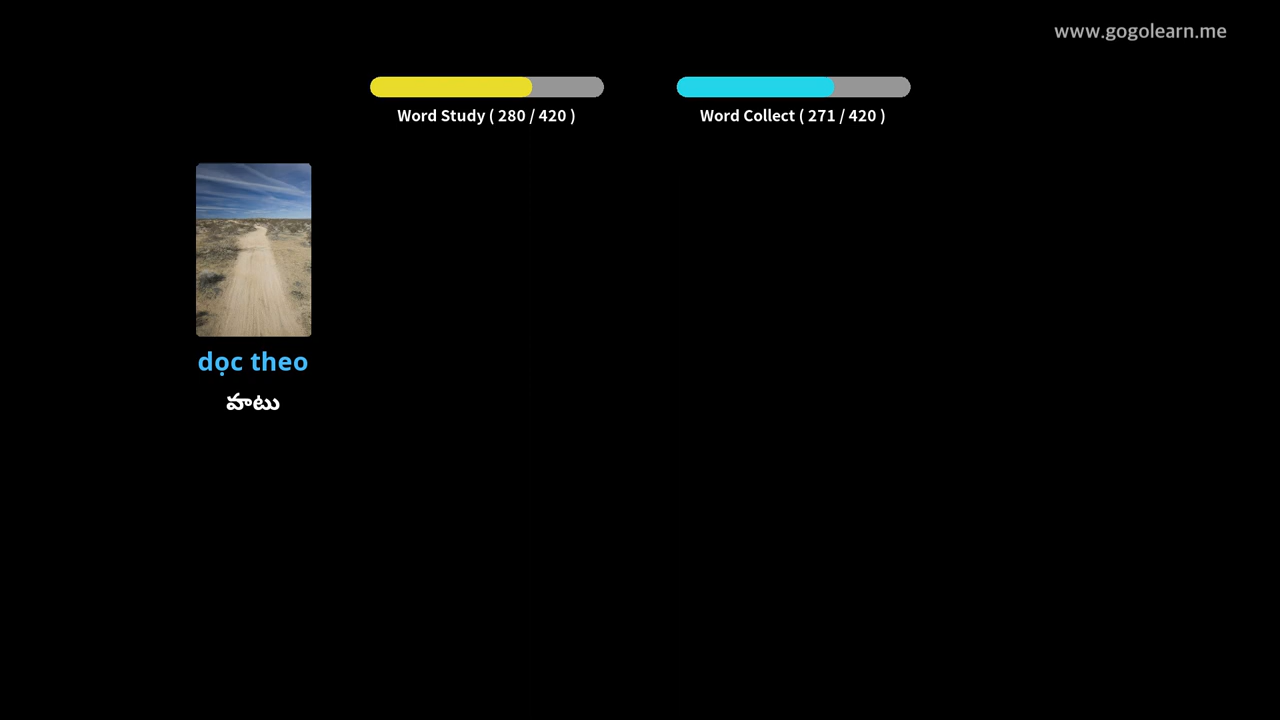 www.gogolearn.me
Word Study ( 280 / 420 )
Word Collect ( 271 / 420 )
dọc theo
పాటు